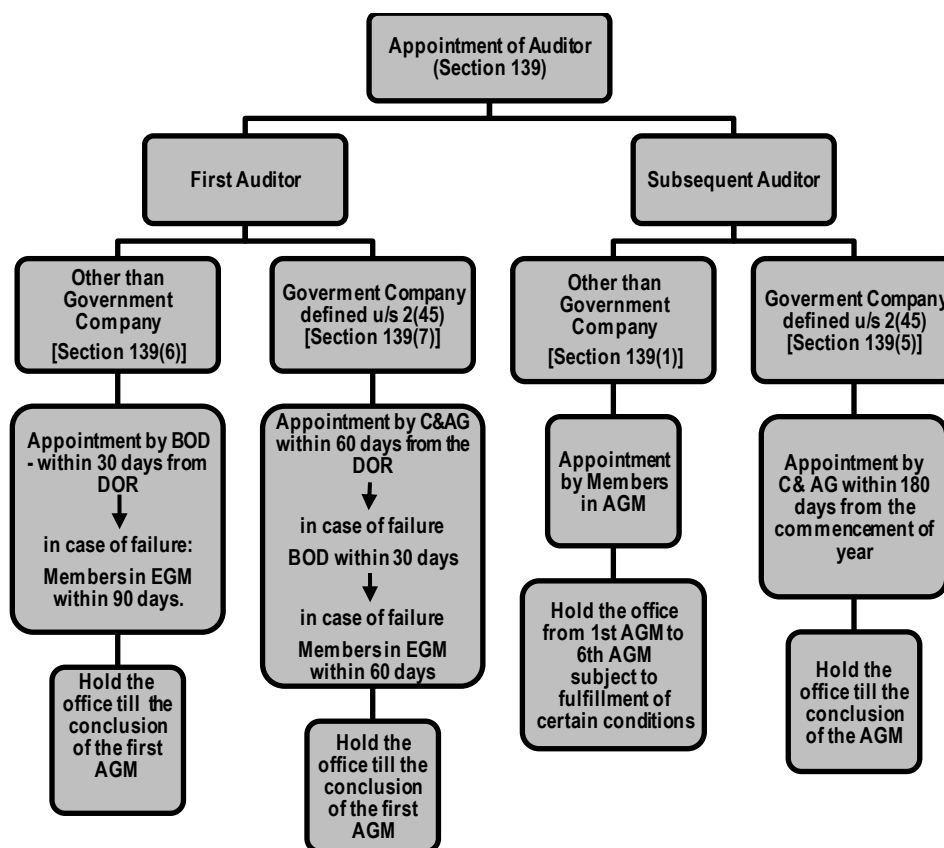 Appointment of Auditor
(Section 139)
First Auditor
Subsequent Auditor
Other than
Government
Company
[Section 139(6)]
Goverment Company
defined u/s 2(45)
[Section 139(7)]
Other than
Government
Company
[Section 139(1)]
Goverment Company
defined u/s 2(45)
[Section 139(5)]
Appointment by BOD
- within 30 days from
DOR
in case of failure:
Members in EGM
within 90 days.
Appointment by C&AG
within 60 days from the
DOR
in case of failure
BOD within 30 days
in case of failure
Members in EGM
within 60 days
Appointment
by Members
in AGM
Appointment by
C& AG within 180
days from the
commencement of
year
Hold the
office till the
conclusion
of the first
AGM
Hold the
office till the
conclusion
of the first
AGM
Hold the office
from 1st AGM to
6th AGM
subject to
fulfillment of
certain conditions
Hold the
office till the
conclusion
of the AGM